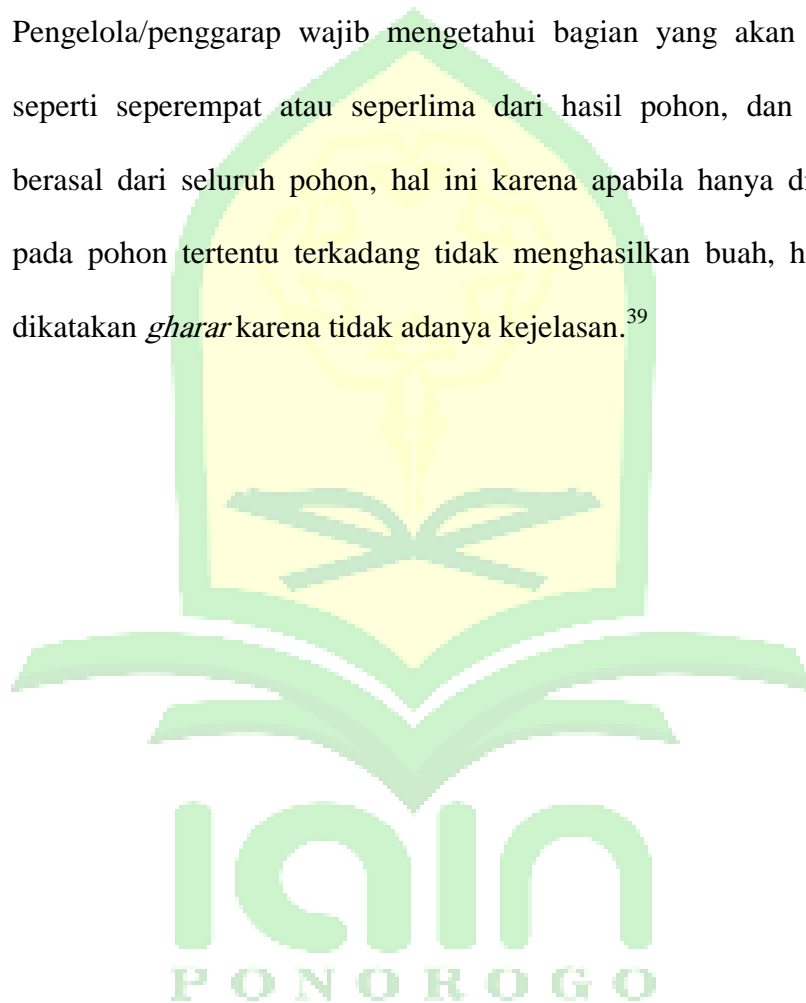 Pengelola/penggarap wajib mengetahui bagian yang akan
seperti seperempat atau seperlima dari hasil pohon, dan
berasal dari seluruh pohon, hal ini karena apabila hanya
pada pohon tertentu terkadang tidak menghasilkan buah,
dikatakan gharar karena tidak adanya kejelasan.39
iain
PONOROGO